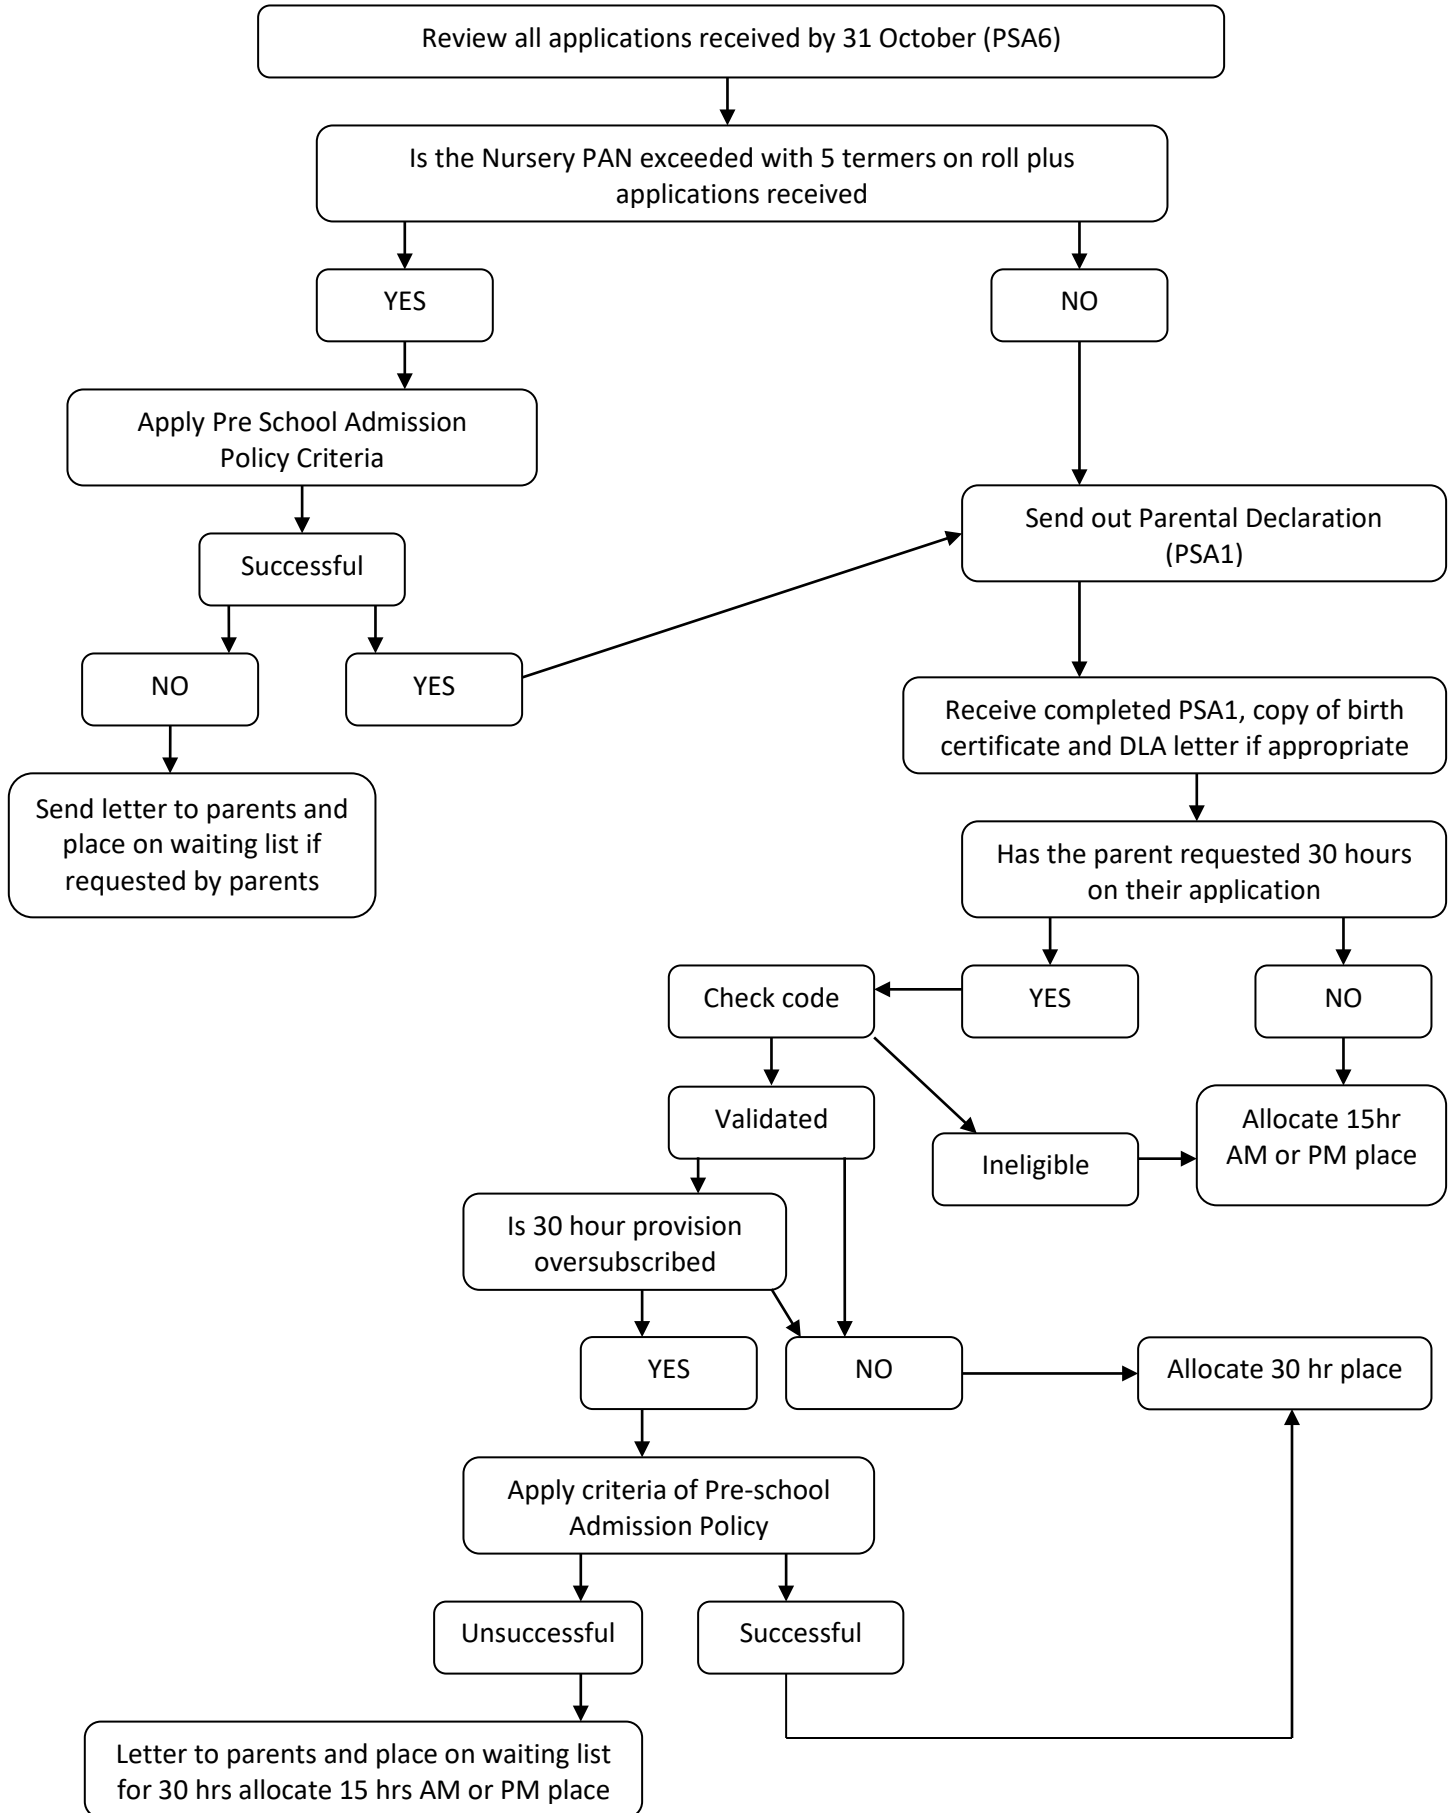 Review all applications received by 31 October (PSA6)
Is the Nursery PAN exceeded with 5 termers on roll plus
applications received
YES
NO
Apply Pre School Admission
Policy Criteria
Send out Parental Declaration
(PSA1)
Successful
NO
YES
Receive completed PSA1, copy of birth
certificate and DLA letter if appropriate
Send letter to parents and
place on waiting list if
requested by parents
Has the parent requested 30 hours
on their application
Check code
YES
NO
Validated
Ineligible
Allocate 15hr
AM or PM place
Is 30 hour provision
oversubscribed
YES
NO
Allocate 30 hr place
Apply criteria of Pre-school
Admission Policy
Unsuccessful
Successful
Letter to parents and place on waiting list
for 30 hrs allocate 15 hrs AM or PM place